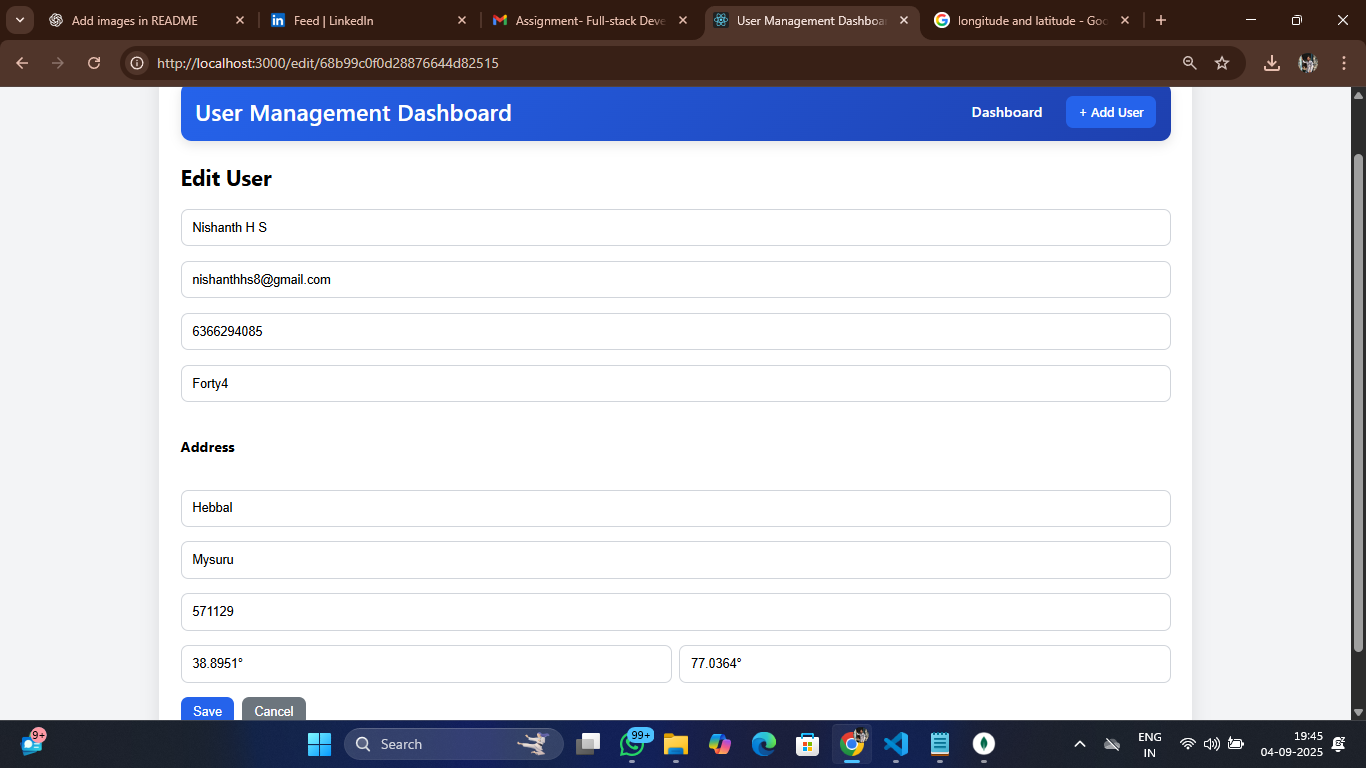 Add images in README
Feed | LinkedIn
Assignment- Full-stack Deve
User Management Dashboa
longitude and latitude - Goo
http://localhost:3000/edit/68b99c0f0d28876644d82515
User Management Dashboard
Dashboard
+ Add User
Edit User
Nishanth H S
nishanthhs8@gmail.com
6366294085
Forty4
Address
Hebbal
Mysuru
571129
38.8951° 77.0364°
Save Cancel
9+
Search
99+
ENG
IN
19:45
04-09-2025